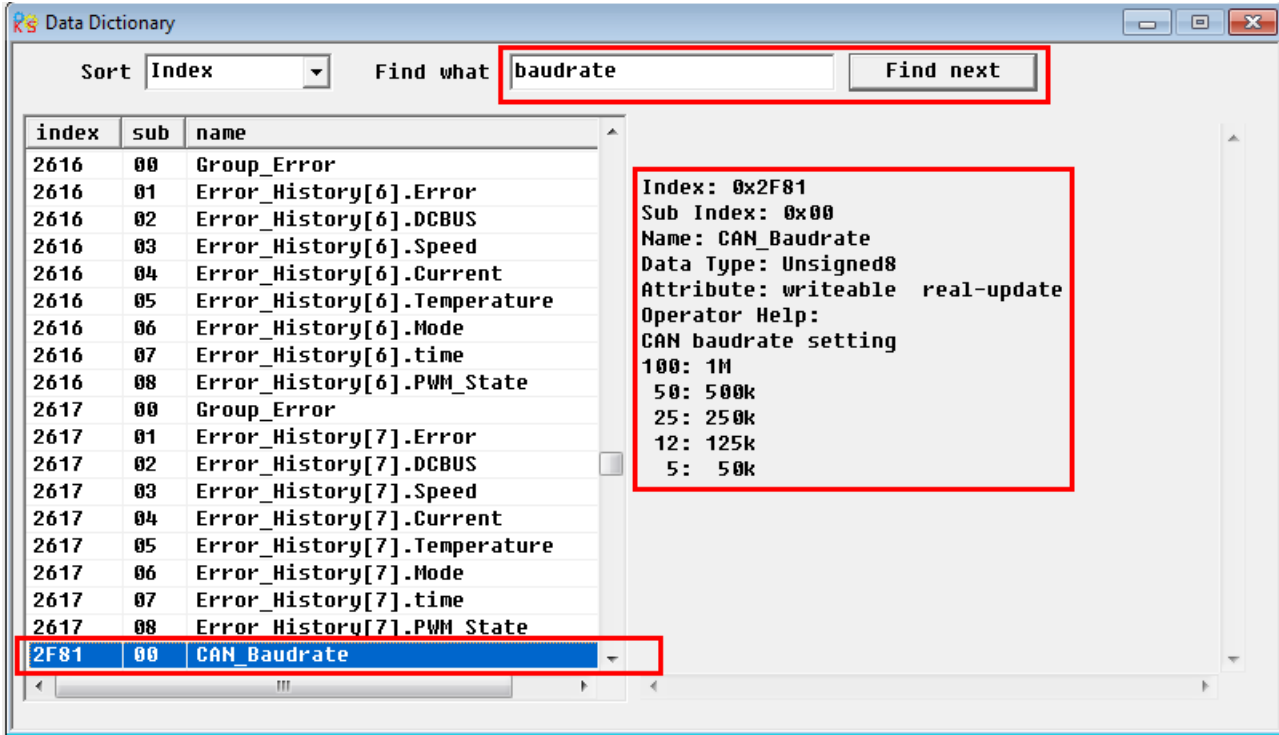 Data Dictionary
Sort Index Find what baudrate Find next
index sub name
2616 00 Group_Error
2616 01 Error_History[6].Error
2616 02 Error_History[6].DCBUS
2616 03 Error_History[6].Speed
2616 04 Error_History[6].Current
2616 05 Error_History[6].Temperature
2616 06 Error_History[6].Mode
2616 07 Error_History[6].time
2616 08 Error_History[6].PWM_State
2617 00 Group_Error
2617 01 Error_History[7].Error
2617 02 Error_History[7].DCBUS
2617 03 Error_History[7].Speed
2617 04 Error_History[7].Current
2617 05 Error_History[7].Temperature
2617 06 Error_History[7].Mode
2617 07 Error_History[7].time
2617 08 Error_History[7].PWM_State
2F81 00 CAN_Baudrate
Index: 0x2F81
Sub Index: 0x00
Name: CAN_Baudrate
Data Type: Unsigned8
Attribute: writeable real-update
Operator Help:
CAN baudrate setting
100: 1M
50: 500k
25: 250k
12: 125k
5: 50k